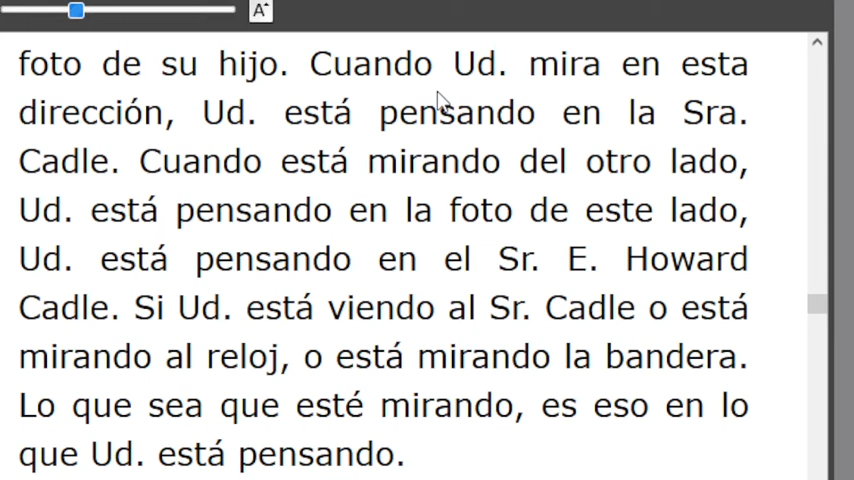 A
foto de su hijo. Cuando Ud. mira en esta
dirección, Ud. está pensando en la Sra.
Cadle. Cuando está mirando del otro lado,
Ud. está pensando en la foto de este lado,
Ud. está pensando en el Sr. E. Howard
Cadle. Si Ud. está viendo al Sr. Cadle o está
mirando al reloj, o está mirando la bandera.
Lo que sea que esté mirando, es eso en lo
que Ud. está pensando.